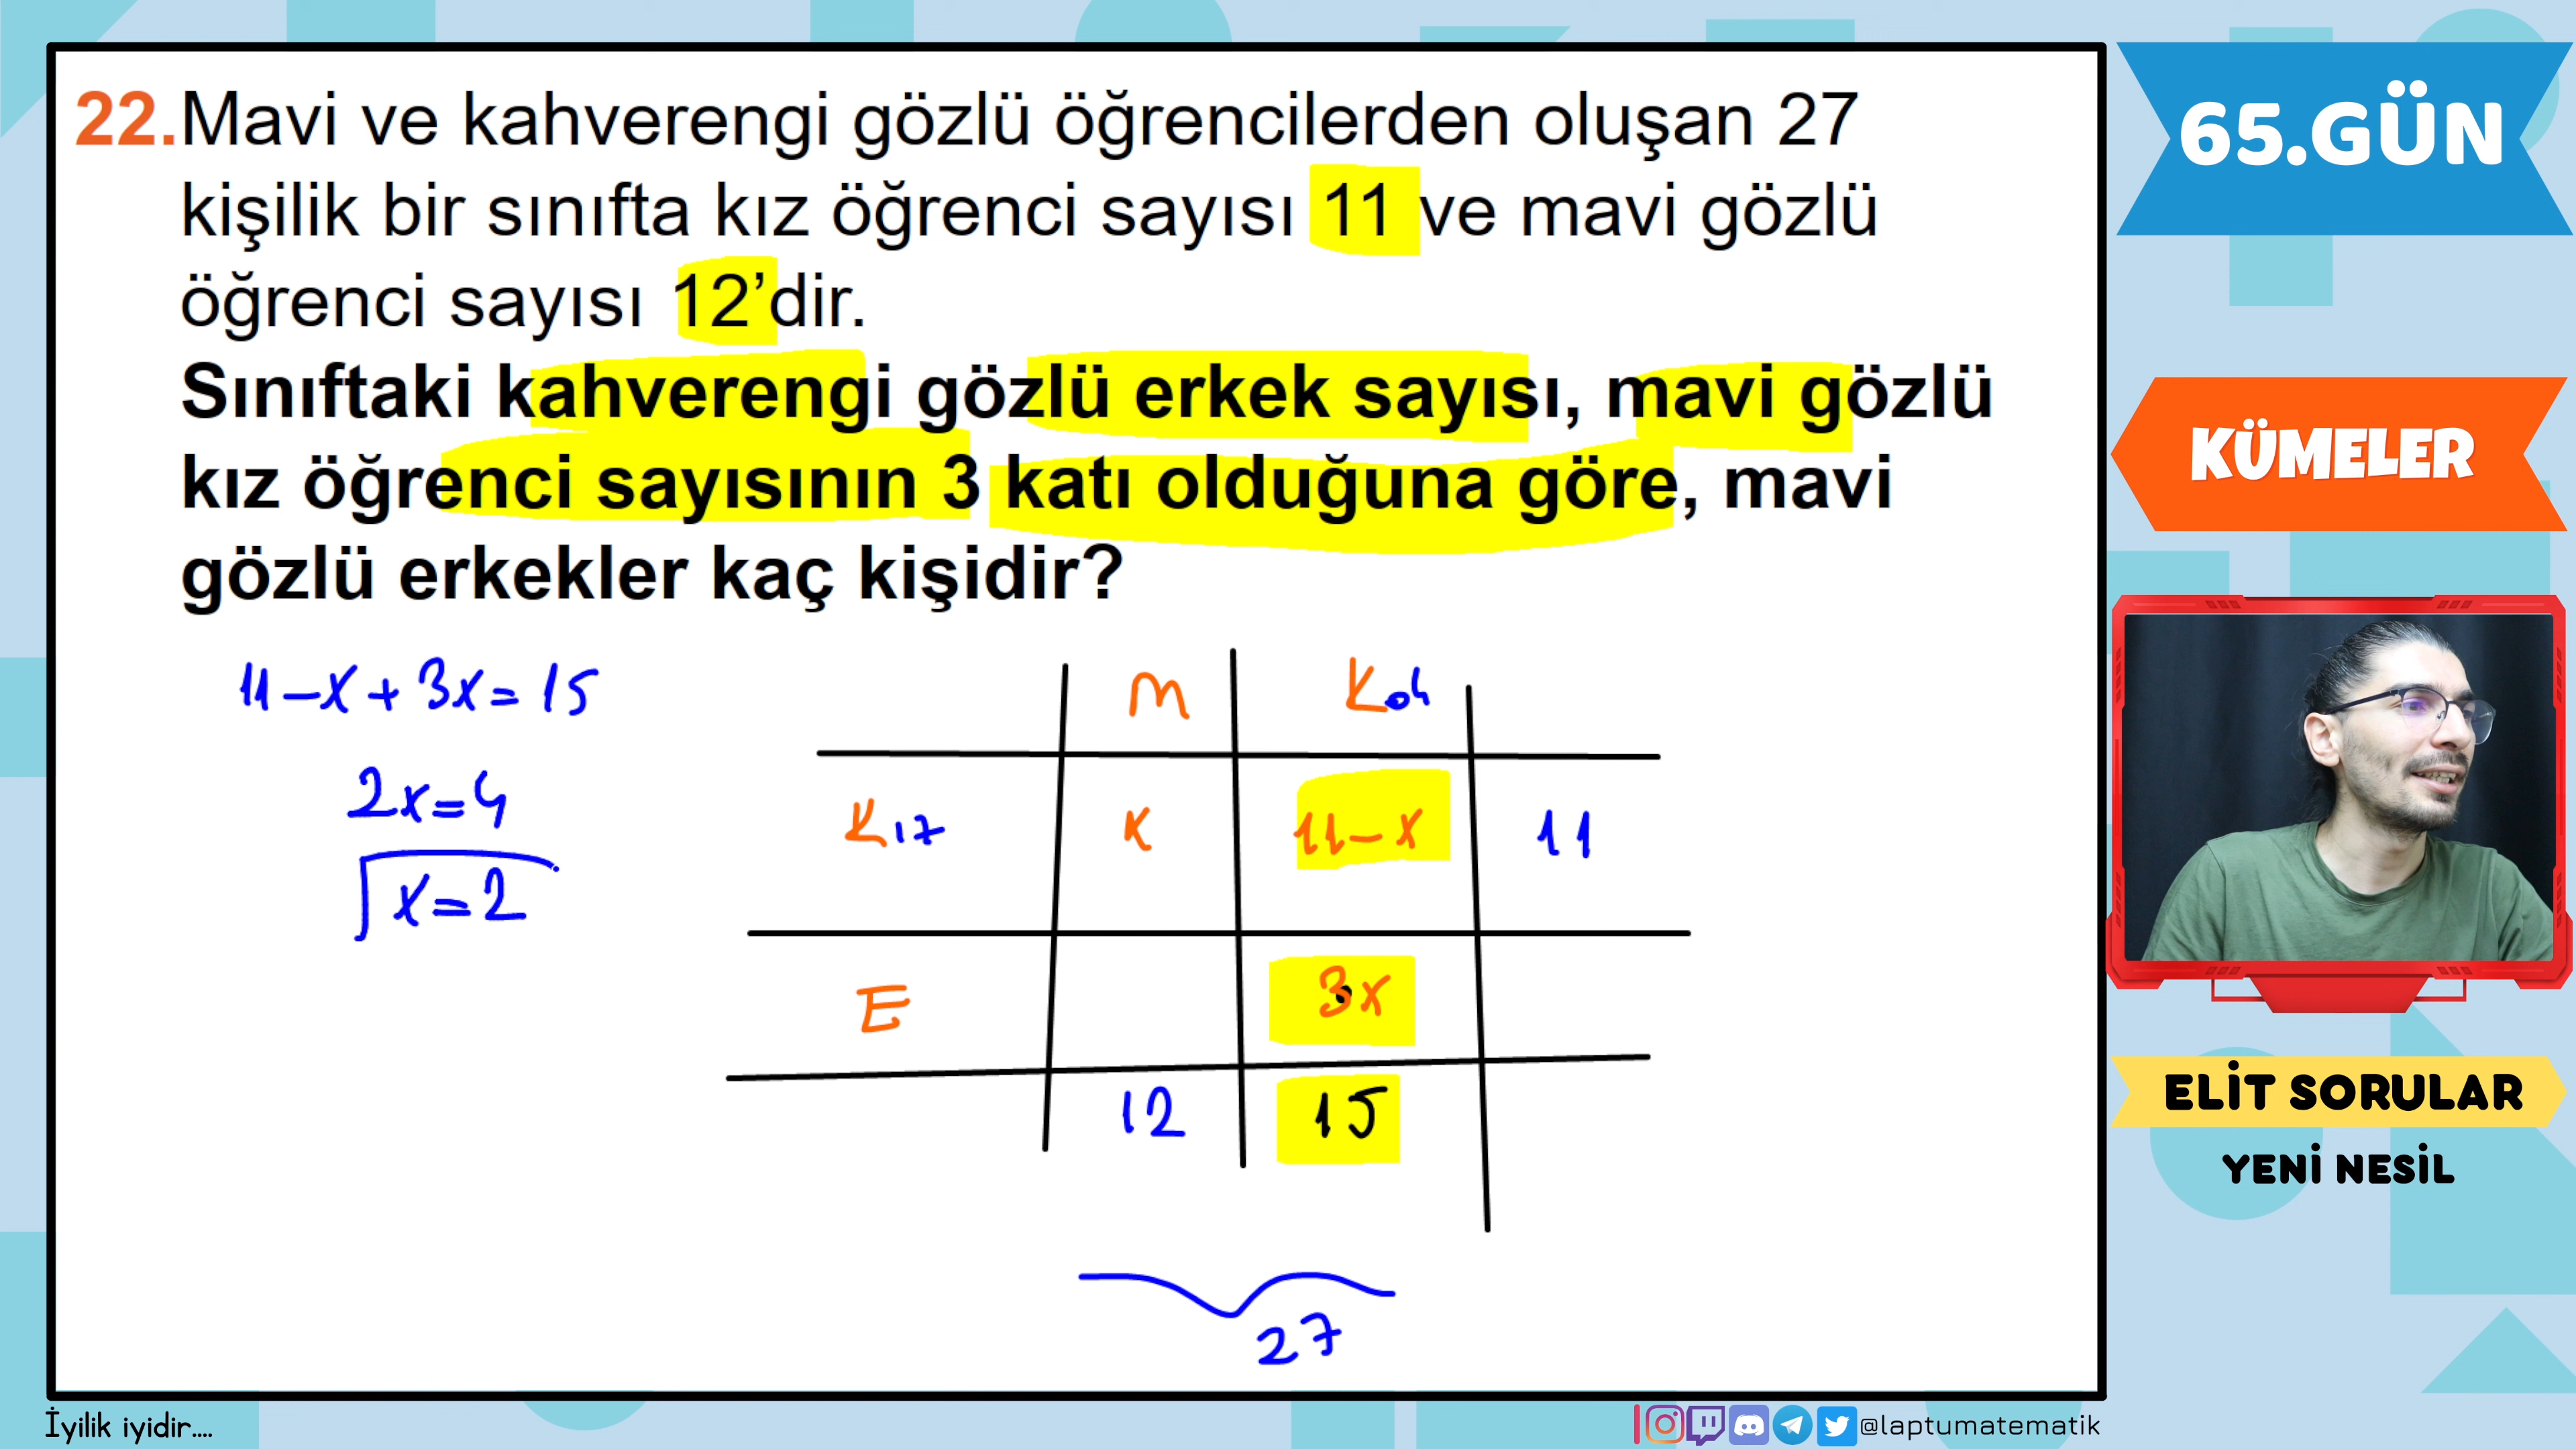 22.Mavi ve kahverengi gözlü öğrencilerden oluşan 27
kişilik bir sınıfta kız öğrenci sayısı 11 ve mavi gözlü
öğrenci sayısı 12'dir.
Sınıftaki kahverengi gözlü erkek sayısı, mavi gözlü
kız öğrenci sayısının 3 katı olduğuna göre, mavi
gözlü erkekler kaç kişidir?
11-x+3x=15
2x=4
x=2
M Kah
Kız x 11-x 11
E 3x
12 15
27
65.GÜN
KÜMELER
ELİT SORULAR
YENİ NESİL
İyilik iyidir....
@laptumatematik